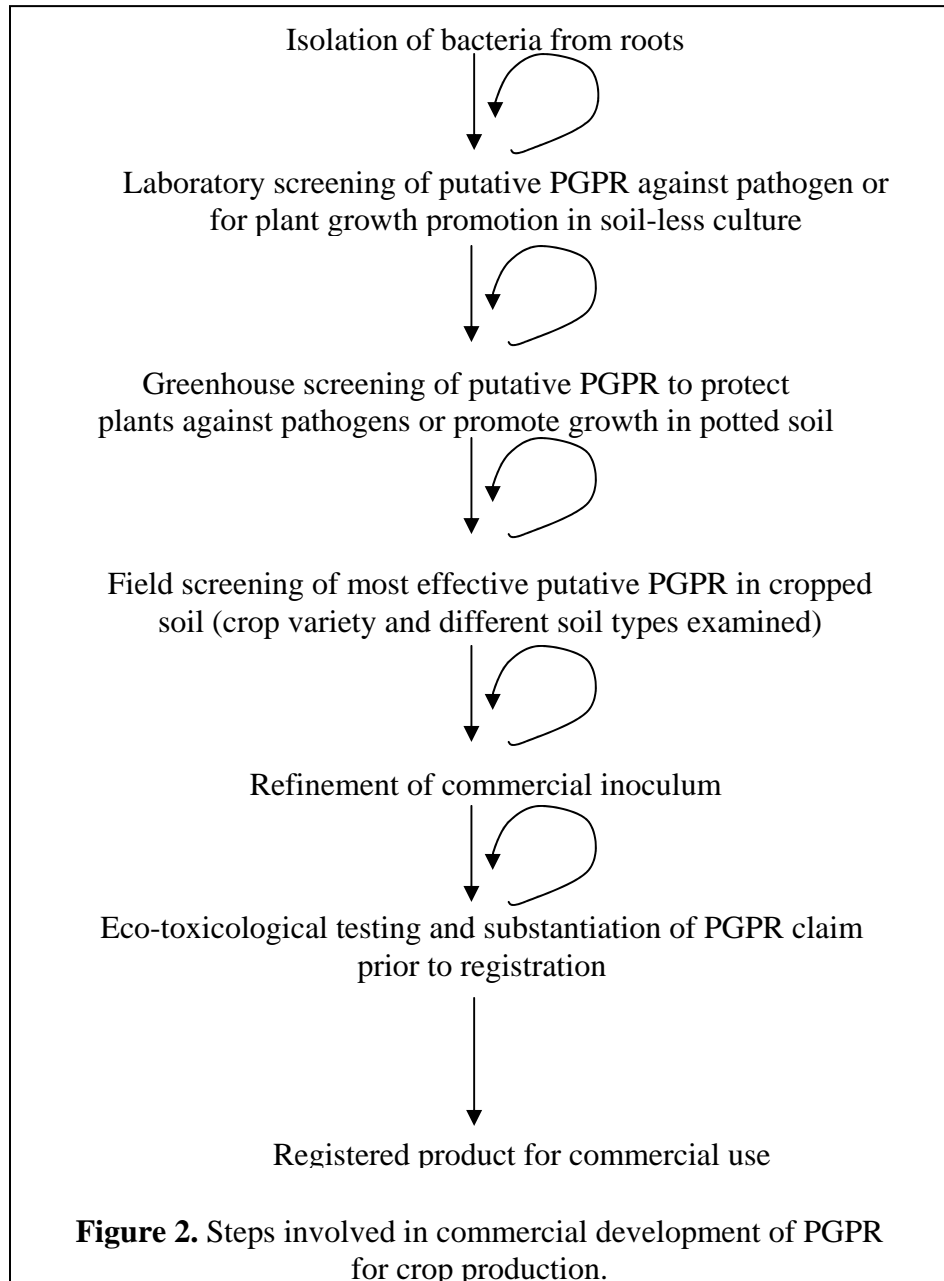 Isolation of bacteria from roots
Laboratory screening of putative PGPR against pathogen or
for plant growth promotion in soil-less culture
Greenhouse screening of putative PGPR to protect
plants against pathogens or promote growth in potted soil
Field screening of most effective putative PGPR in cropped
soil (crop variety and different soil types examined)
Refinement of commercial inoculum
Eco-toxicological testing and substantiation of PGPR claim
prior to registration
Registered product for commercial use
Figure 2. Steps involved in commercial development of PGPR
for crop production.